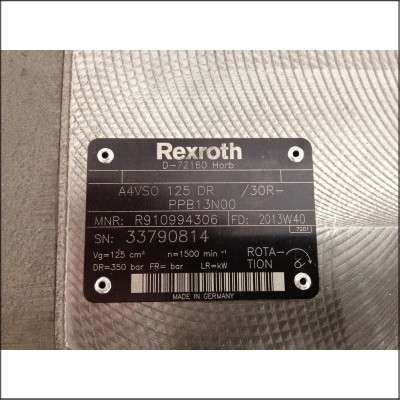 Rexroth
D-72160 Horb
A4VSO 125 DR /30R-
PPB13N00
MNR: R910994306 FD: 2013W40
7201
SN: 33790814
Vg=125 cm³ n=1500 min⁻¹ ROTA-
DR=350 bar FR= bar LR=kW TION
MADE IN GERMANY